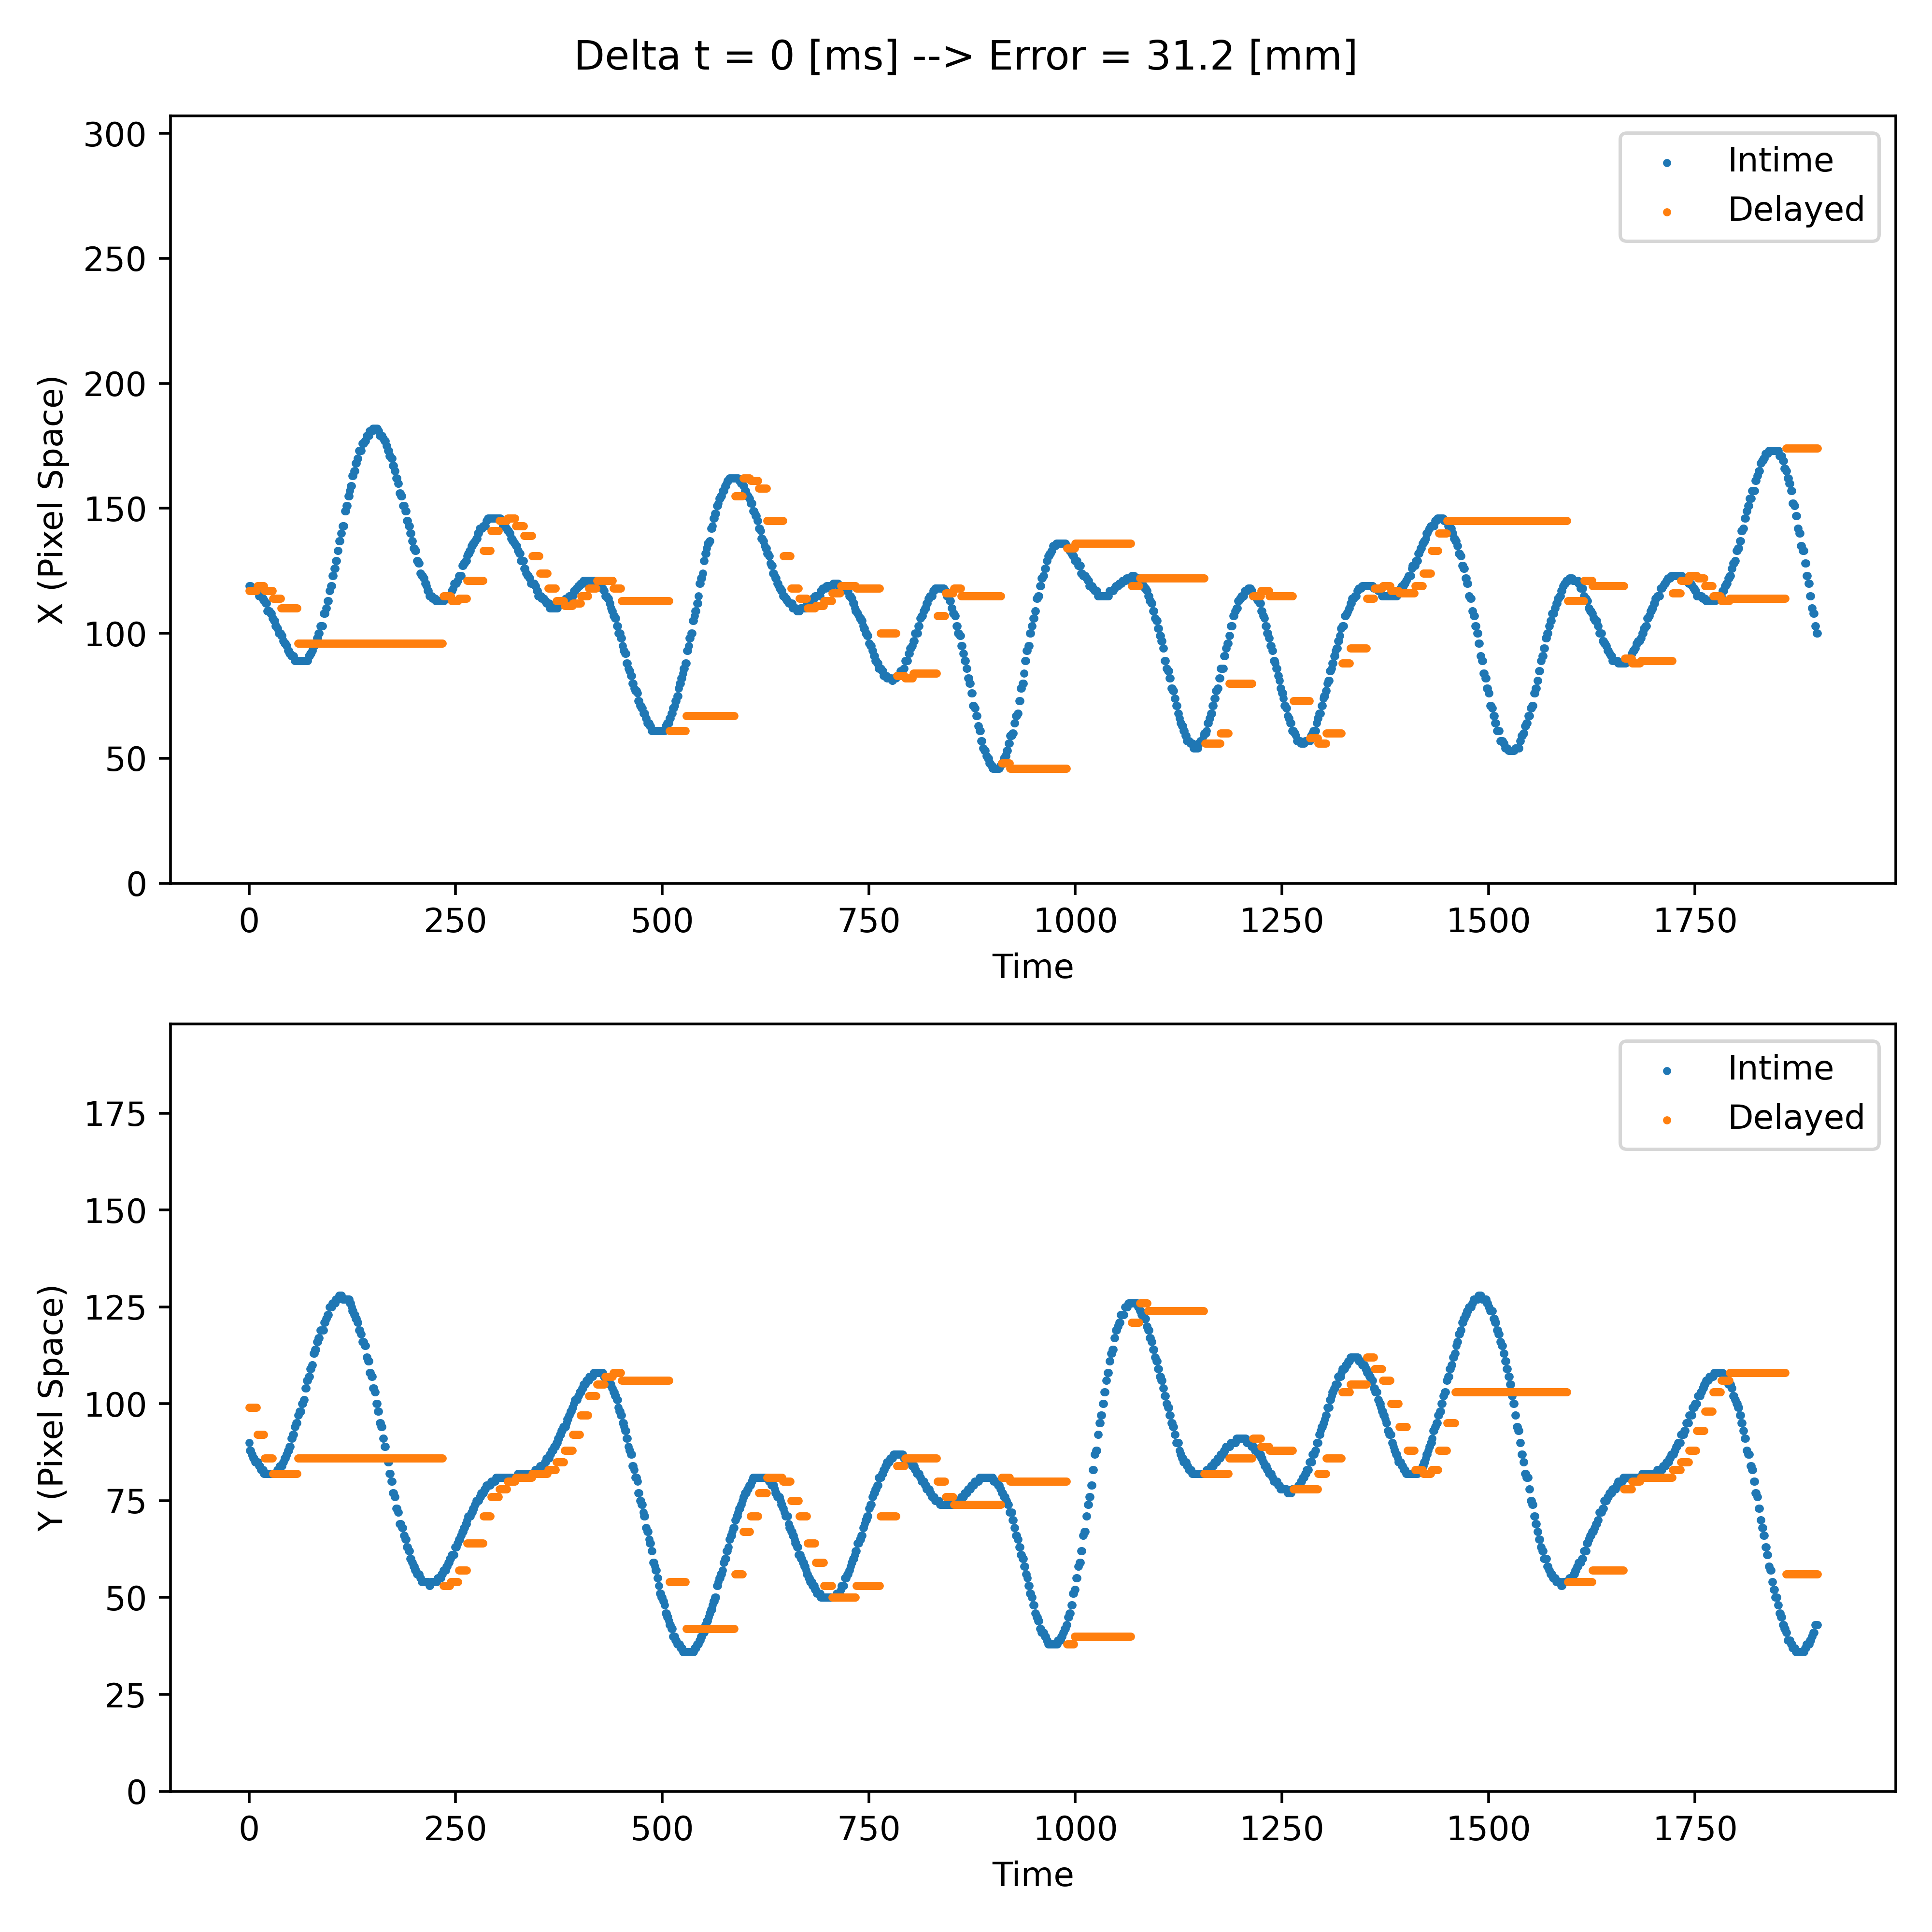 Delta t = 0 [ms] --> Error = 31.2 [mm]
300
250
200
150
100
50
0
X (Pixel Space)
Intime
Delayed
0 250 500 750 1000 1250 1500 1750
Time
175
150
125
100
75
50
25
0
Y (Pixel Space)
Intime
Delayed
0 250 500 750 1000 1250 1500 1750
Time